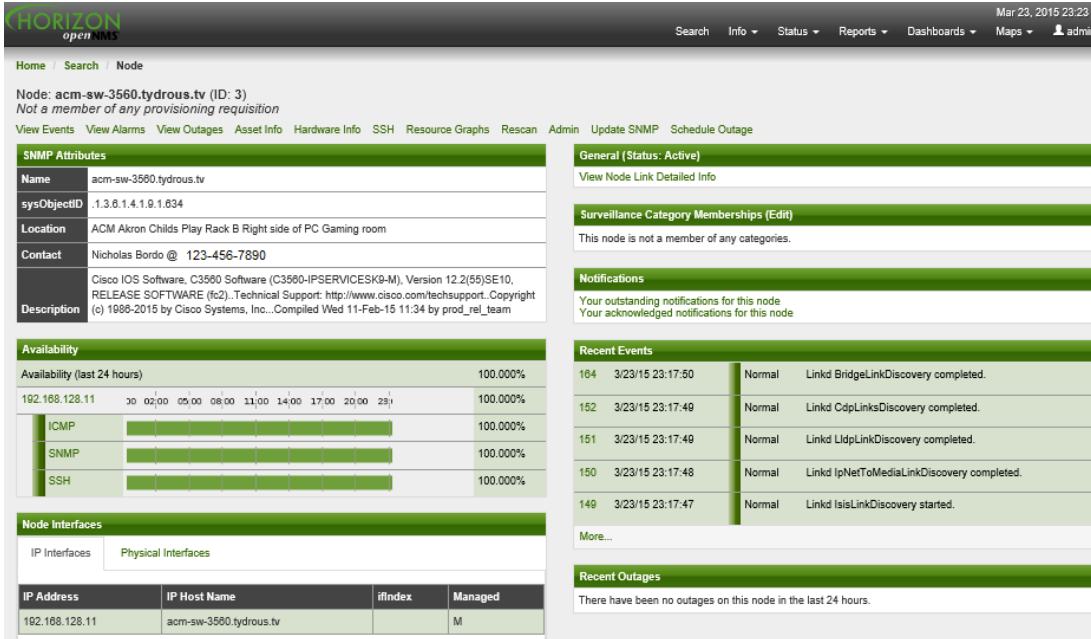 HORIZON
openNMS
Mar 23, 2015 23:23
Search Info Status Reports Dashboards Maps admin
Home / Search / Node
Node: acm-sw-3560.tydrous.tv (ID: 3)
Not a member of any provisioning requisition
View Events View Alarms View Outages Asset Info Hardware Info SSH Resource Graphs Rescan Admin Update SNMP Schedule Outage
SNMP Attributes
Name acm-sw-3560.tydrous.tv
sysObjectID .1.3.6.1.4.1.9.1.634
Location ACM Akron Childs Play Rack B Right side of PC Gaming room
Contact Nicholas Bordo @ 123-456-7890
Cisco IOS Software, C3560 Software (C3560-IPSERVICESK9-M), Version 12.2(55)SE10,
RELEASE SOFTWARE (fc2)..Technical Support: http://www.cisco.com/techsupport..Copyright
Description (c) 1986-2015 by Cisco Systems, Inc...Compiled Wed 11-Feb-15 11:34 by prod_rel_team
Availability
Availability (last 24 hours) 100.000%
192.168.128.11 02:00 05:00 08:00 11:00 14:00 17:00 20:00 100.000%
ICMP 100.000%
SNMP 100.000%
SSH 100.000%
Node Interfaces
IP Interfaces Physical Interfaces
IP Address IP Host Name ifIndex Managed
192.168.128.11 acm-sw-3560.tydrous.tv M
General (Status: Active)
View Node Link Detailed Info
Surveillance Category Memberships (Edit)
This node is not a member of any categories.
Notifications
Your outstanding notifications for this node
Your acknowledged notifications for this node
Recent Events
164 3/23/15 23:17:50 Normal Linkd BridgeLinkDiscovery completed.
152 3/23/15 23:17:49 Normal Linkd CdpLinksDiscovery completed.
151 3/23/15 23:17:49 Normal Linkd LldpLinkDiscovery completed.
150 3/23/15 23:17:48 Normal Linkd IpNetToMediaLinkDiscovery completed.
149 3/23/15 23:17:47 Normal Linkd IsisLinkDiscovery started.
More...
Recent Outages
There have been no outages on this node in the last 24 hours.